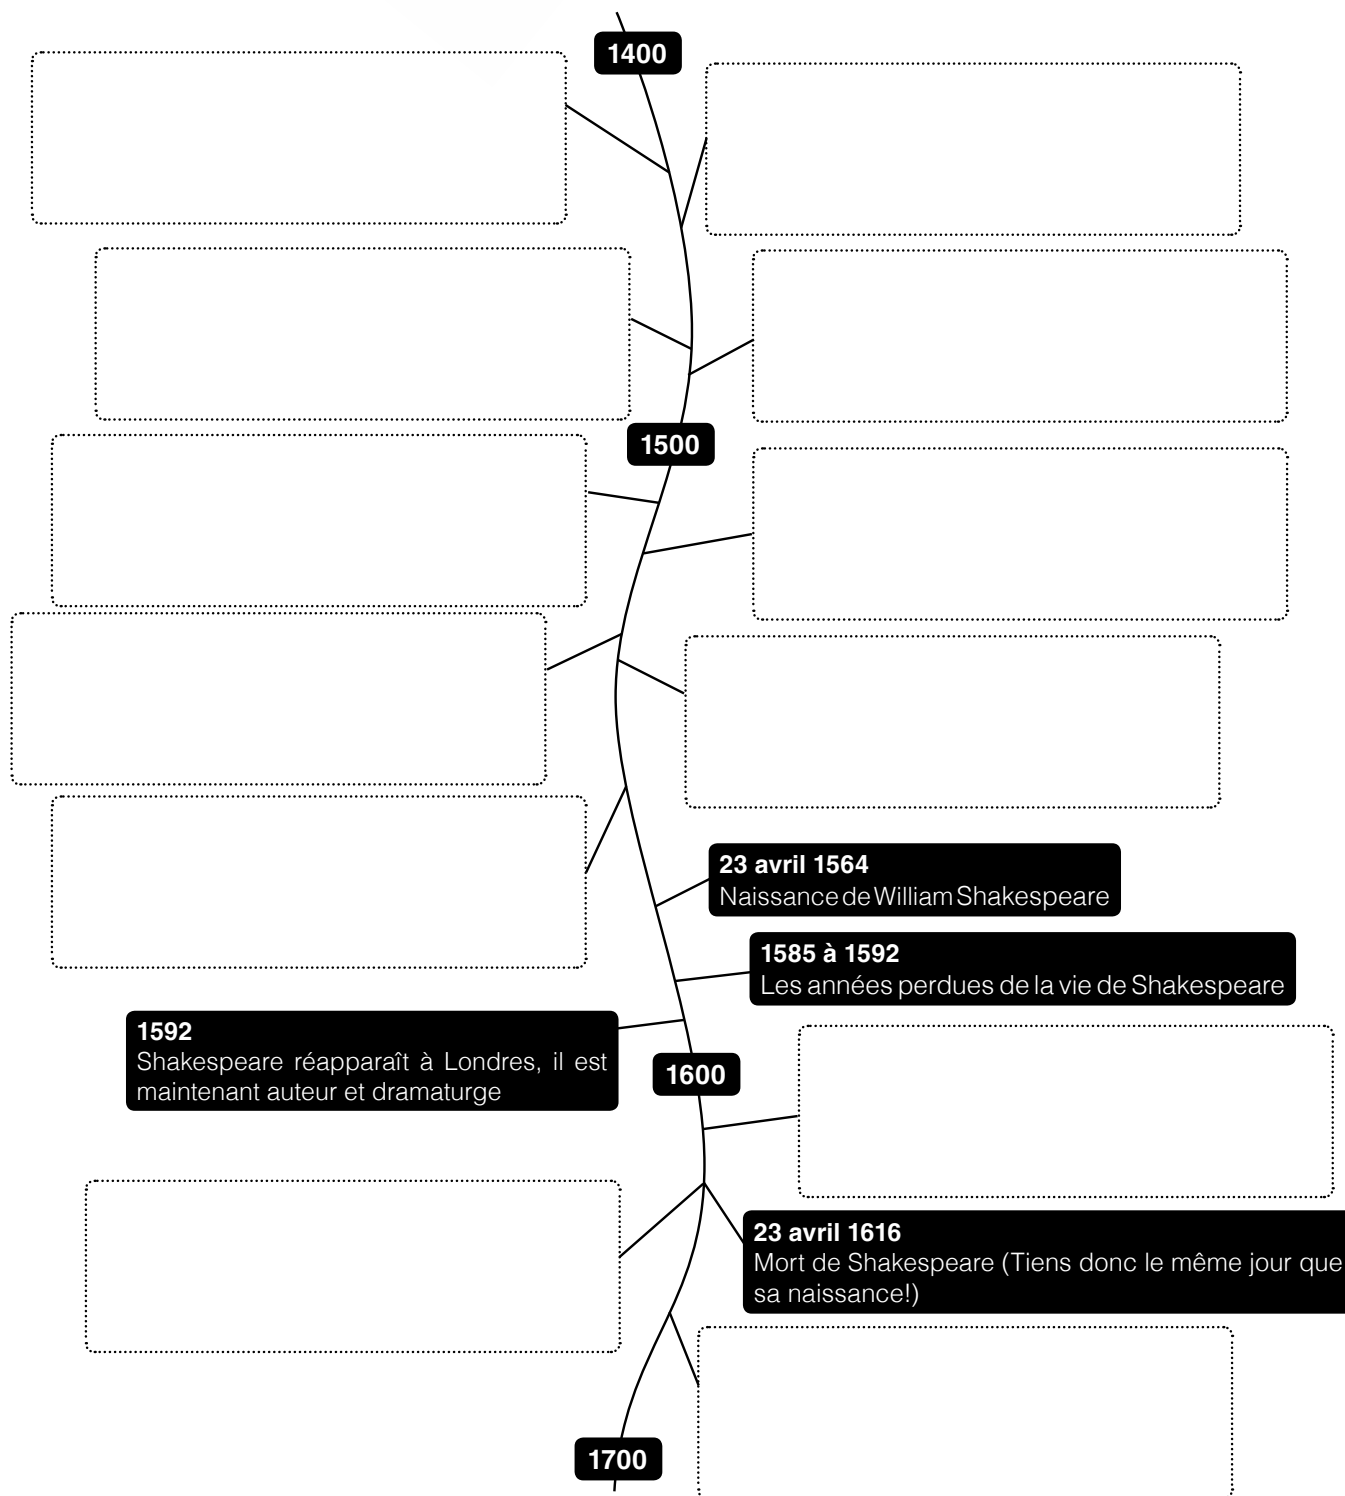 1400
1500
23 avril 1564
Naissance de William Shakespeare
1585 à 1592
Les années perdues de la vie de Shakespeare
1592
Shakespeare réapparaît à Londres, il est
maintenant auteur et dramaturge
1600
23 avril 1616
Mort de Shakespeare (Tiens donc le même jour que
sa naissance!)
1700